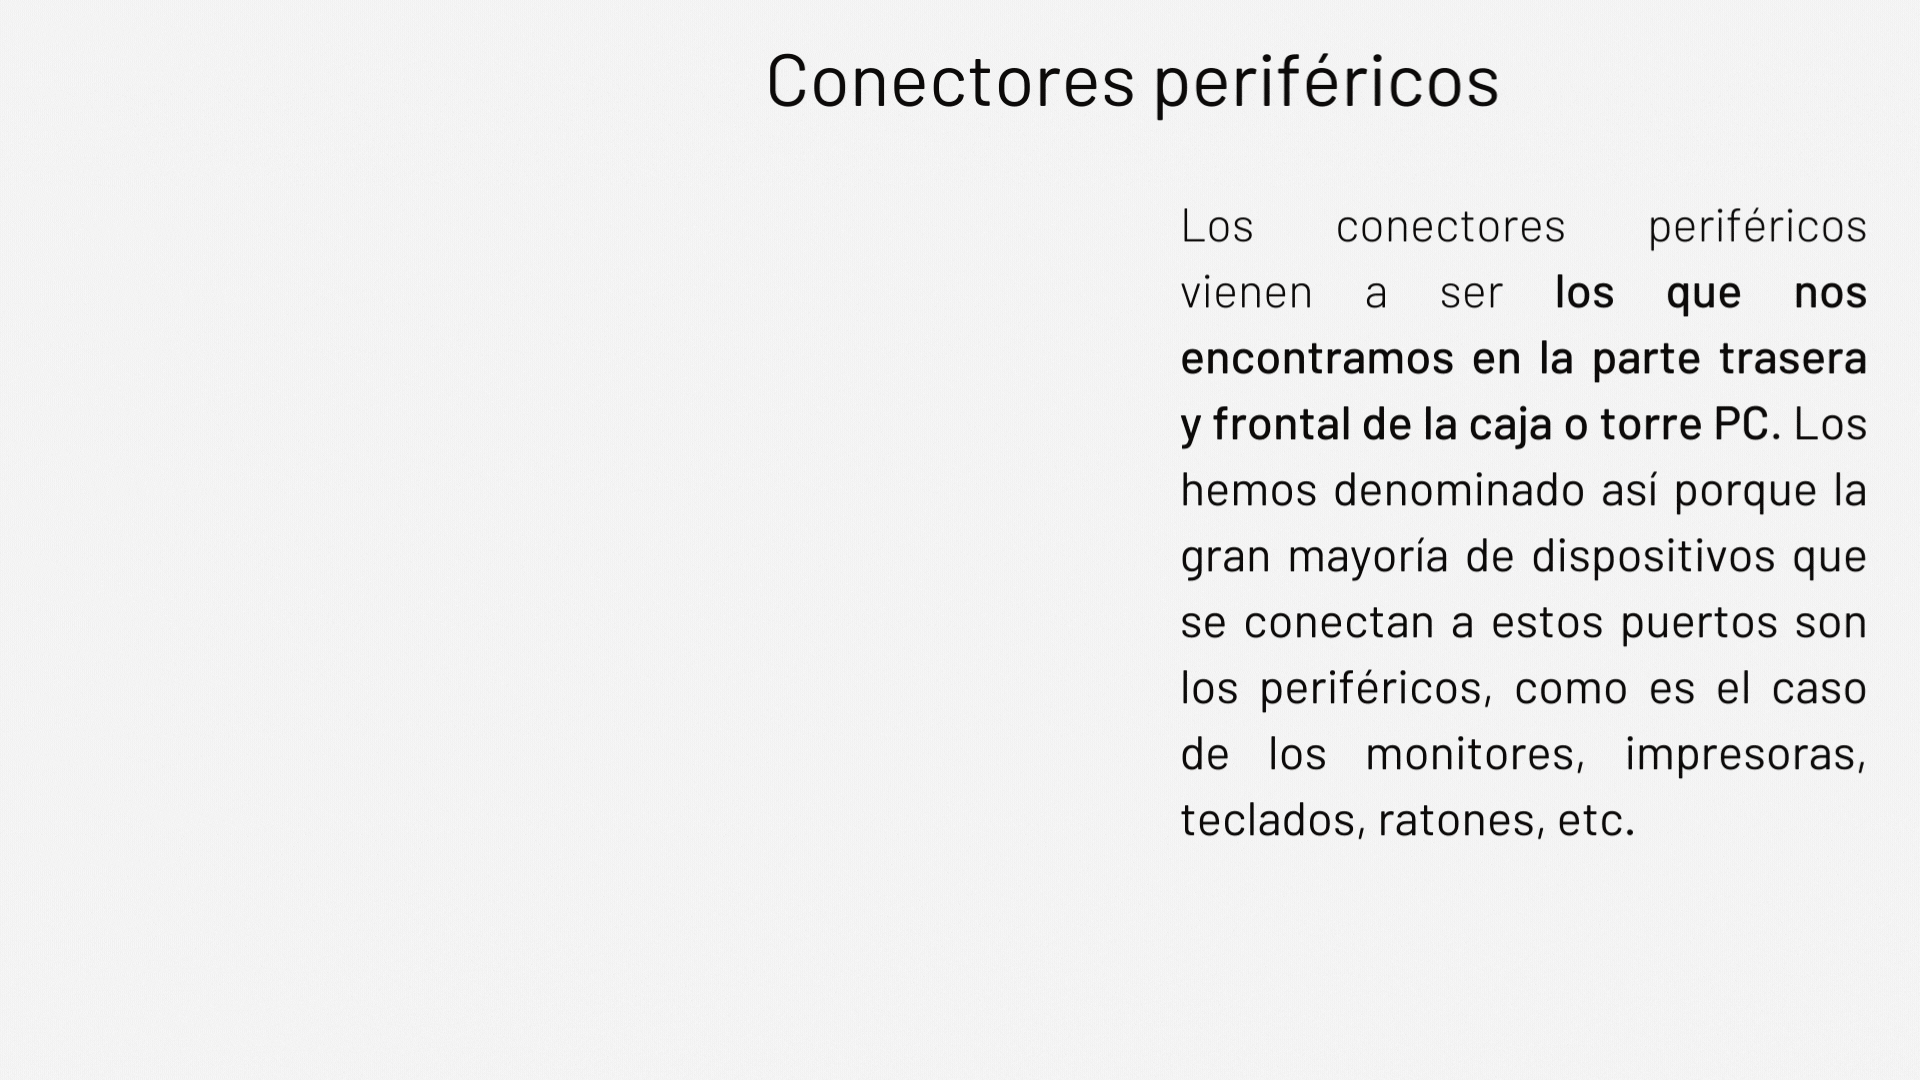 Conectores periféricos
Los conectores periféricos
vienen a ser los que nos
encontramos en la parte trasera
y frontal de la caja o torre PC. Los
hemos denominado así porque la
gran mayoría de dispositivos que
se conectan a estos puertos son
los periféricos, como es el caso
de los monitores, impresoras,
teclados, ratones, etc.